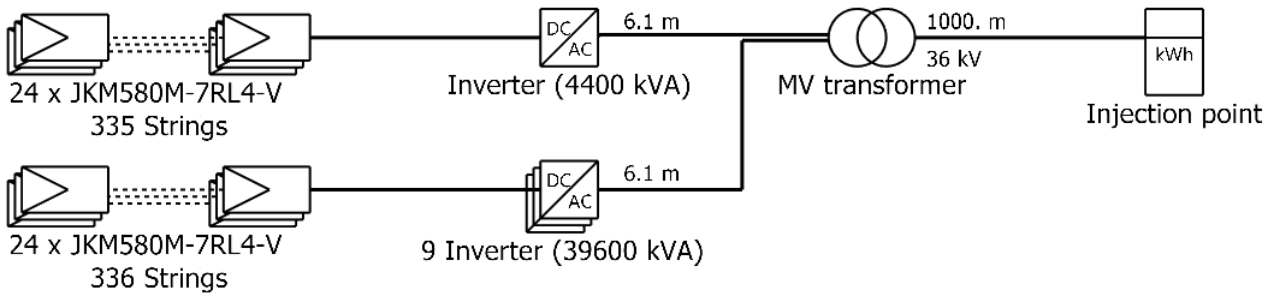 DC
AC
6.1 m
1000. m
36 kV
kWh
24 x JKM580M-7RL4-V
335 Strings
Inverter (4400 kVA)
MV transformer
Injection point
DC
AC
6.1 m
24 x JKM580M-7RL4-V
336 Strings
9 Inverter (39600 kVA)